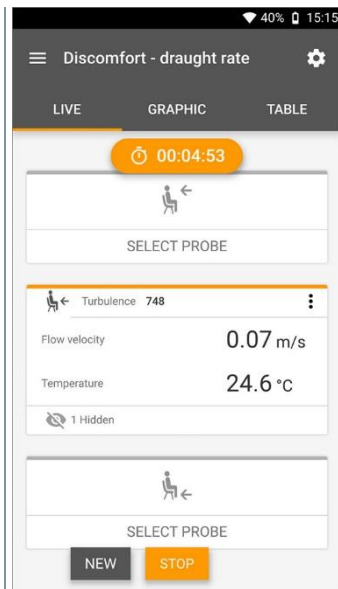 40% 15:15
Discomfort - draught rate
LIVE GRAPHIC TABLE
00:04:53
SELECT PROBE
Turbulence 748
Flow velocity 0.07 m/s
Temperature 24.6 °C
1 Hidden
SELECT PROBE
NEW STOP